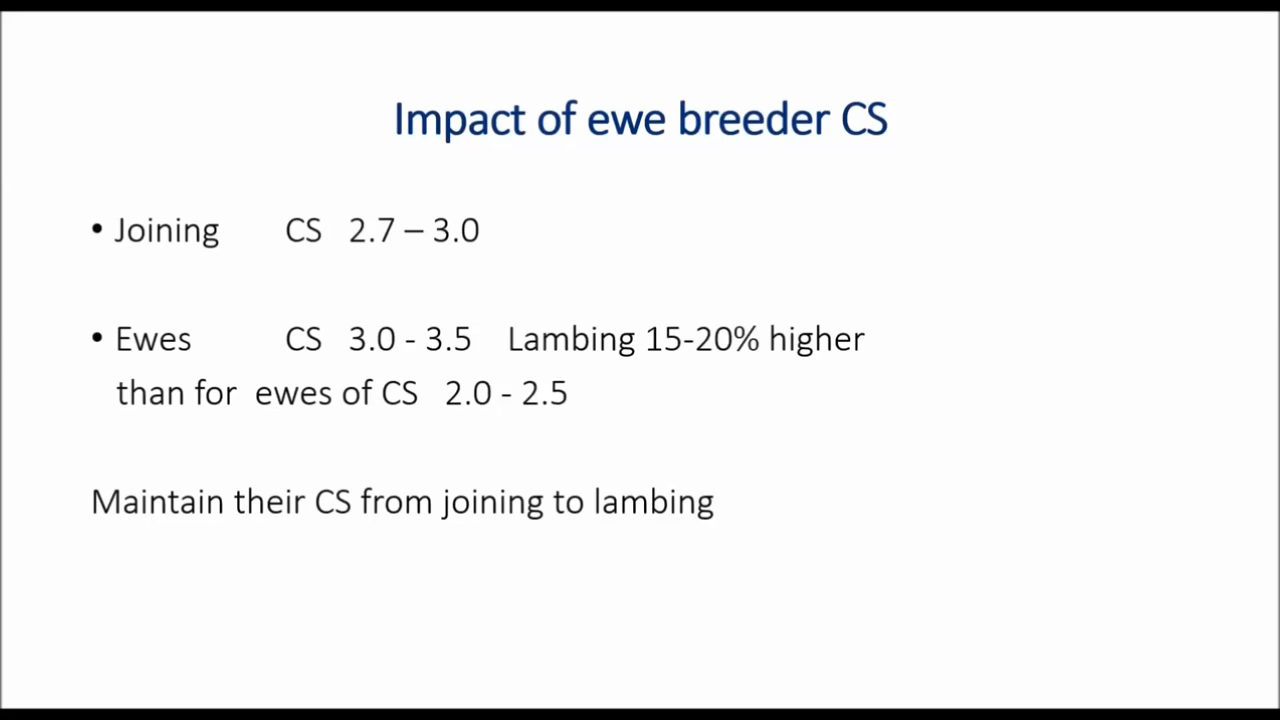 Impact of ewe breeder CS
• Joining CS 2.7 – 3.0
• Ewes CS 3.0 - 3.5 Lambing 15-20% higher
than for ewes of CS 2.0 - 2.5
Maintain their CS from joining to lambing